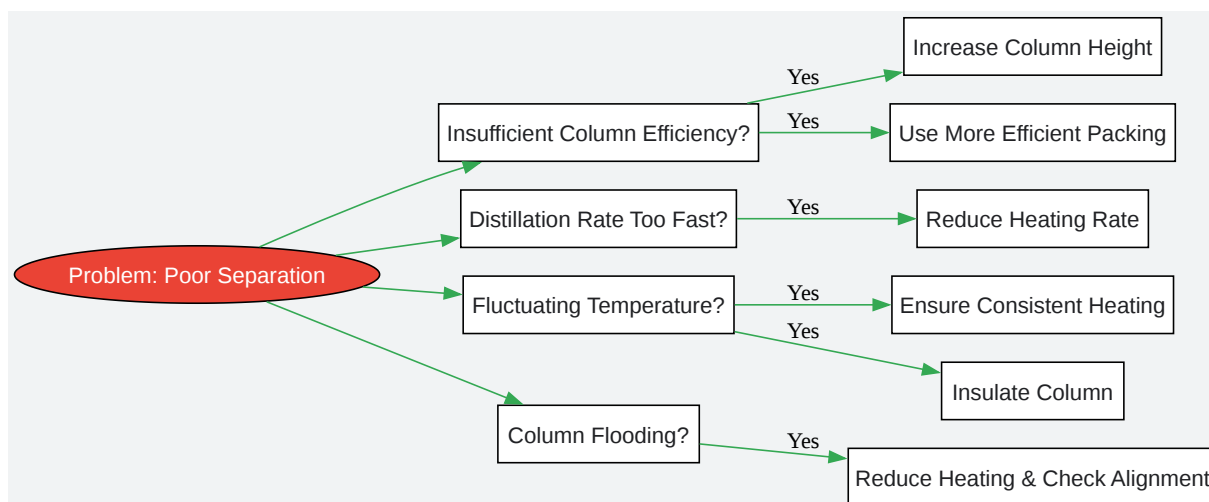 Problem: Poor Separation
Insufficient Column Efficiency?
Yes
Increase Column Height
Yes
Use More Efficient Packing
Distillation Rate Too Fast?
Yes
Reduce Heating Rate
Fluctuating Temperature?
Yes
Ensure Consistent Heating
Yes
Insulate Column
Column Flooding?
Yes
Reduce Heating & Check Alignment